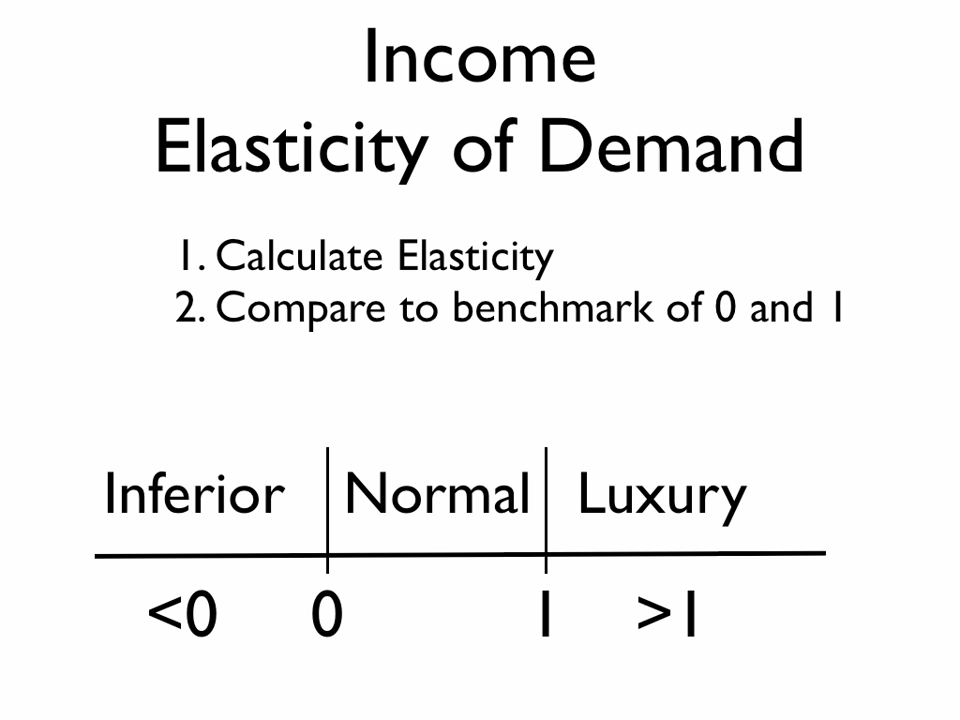 Income
Elasticity of Demand
1. Calculate Elasticity
2. Compare to benchmark of 0 and 1
Inferior Normal Luxury
<0 0 1 >1